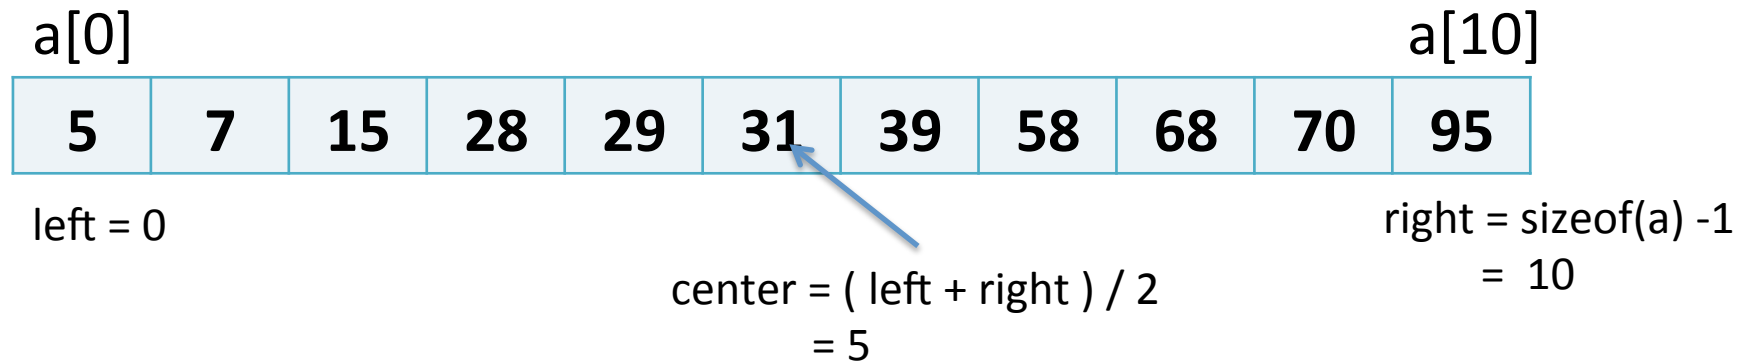 a[0] a[10]
5 7 15 28 29 31 39 58 68 70 95
left = 0
right = sizeof(a) -1
= 10
center = ( left + right ) / 2
= 5